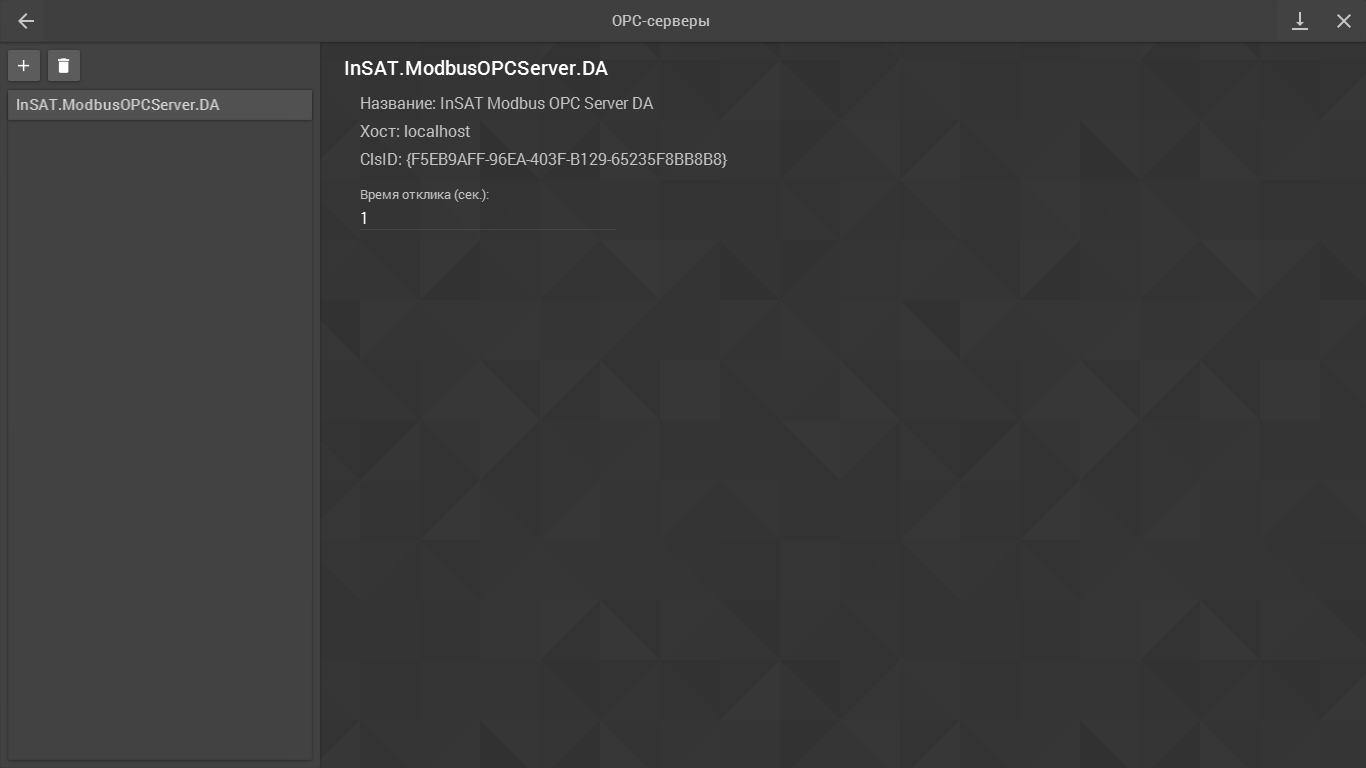 OPC-серверы
InSAT.ModbusOPCServer.DA
InSAT.ModbusOPCServer.DA
Название: InSAT Modbus OPC Server DA
Хост: localhost
ClsID: {F5EB9AFF-96EA-403F-B129-65235F8BB8B8}
Время отклика (сек.):
1